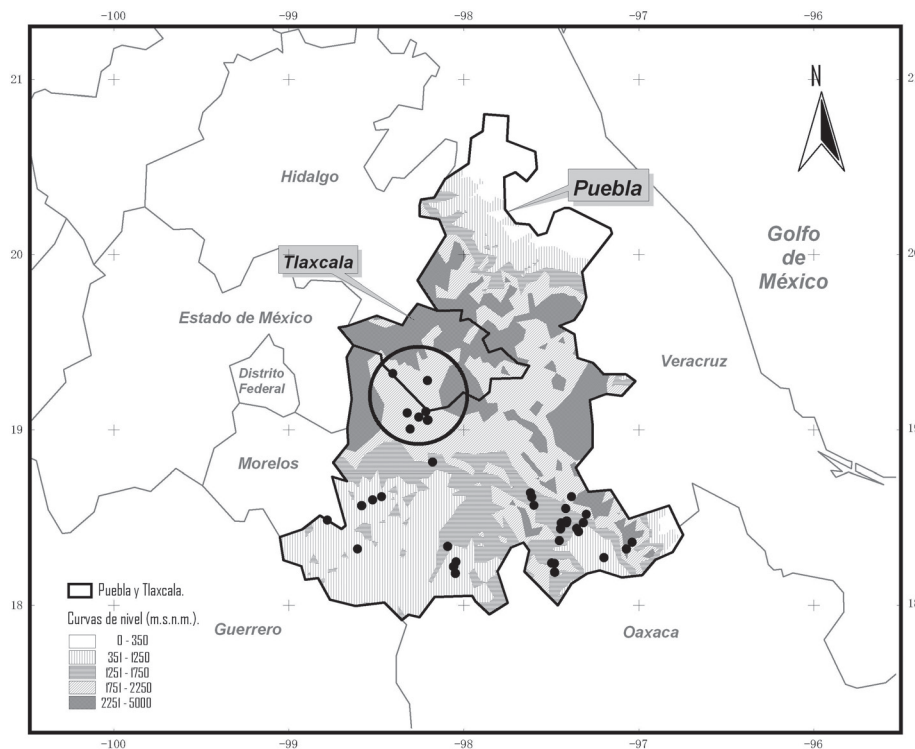 -100
-99
-98
-97
-96
21
20
19
18
N
Hidalgo
Puebla
Golfo
de
México
Tlaxcala
Estado de México
Distrito
Federal
Veracruz
Morelos
Guerrero
Oaxaca
Puebla y Tlaxcala.
Curvas de nivel (m.s.n.m.).
0 - 350
351 - 1250
1251 - 1750
1751 - 2250
2251 - 5000
-100
-99
-98
-97
-96